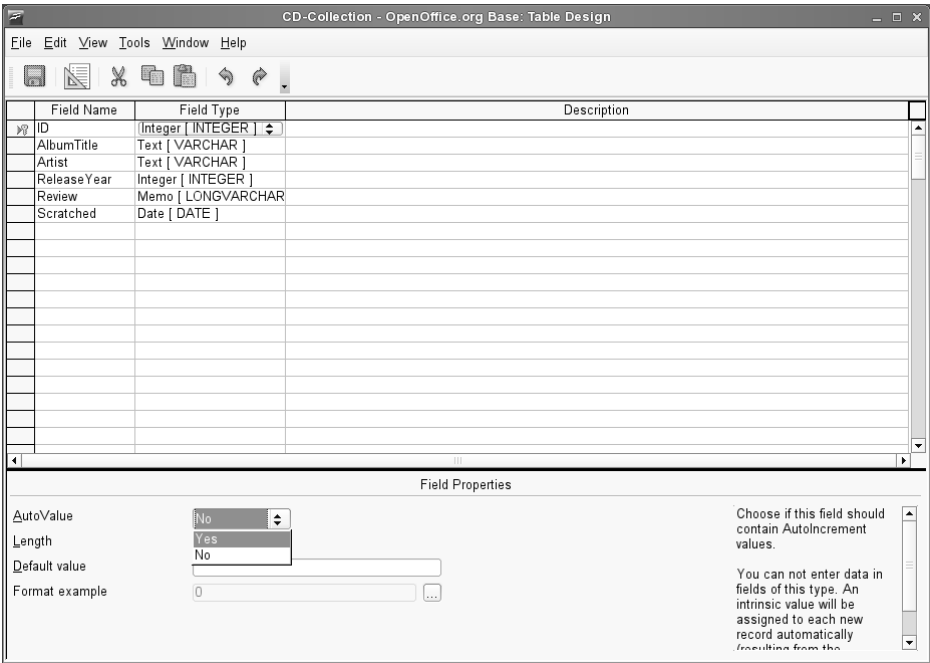 CD-Collection - OpenOffice.org Base: Table Design
File Edit View Tools Window Help
Field Name Field Type Description
ID Integer [ INTEGER ]
AlbumTitle Text [ VARCHAR ]
Artist Text [ VARCHAR ]
ReleaseYear Integer [ INTEGER ]
Review Memo [ LONGVARCHAR
Scratched Date [ DATE ]
Field Properties
AutoValue No
Yes
No
Length
Default value
Format example 0 ...
Choose if this field should
contain AutoIncrement
values.
You can not enter data in
fields of this type. An
intrinsic value will be
assigned to each new
record automatically
(resulting from the